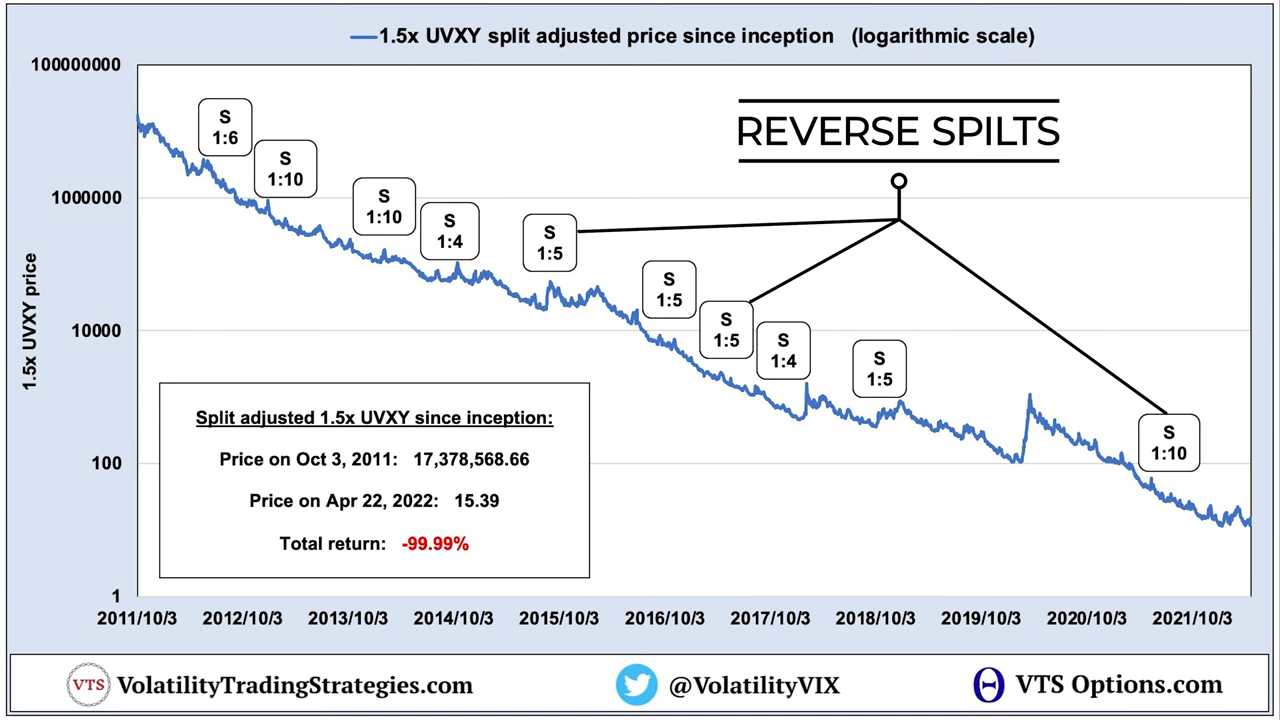 1.5x UVXY split adjusted price since inception (logarithmic scale)
100000000
1000000
10000
100
1
1.5x UVXY price
REVERSE SPILTS
S
1:6
S
1:10
S
1:10
S
1:4
S
1:5
S
1:5
S
1:5
S
1:4
S
1:5
S
1:10
Split adjusted 1.5x UVXY since inception:
Price on Oct 3, 2011: 17,378,568.66
Price on Apr 22, 2022: 15.39
Total return: -99.99%
2011/10/3 2012/10/3 2013/10/3 2014/10/3 2015/10/3 2016/10/3 2017/10/3 2018/10/3 2019/10/3 2020/10/3 2021/10/3
VTS VolatilityTradingStrategies.com @VolatilityVIX VTS Options.com